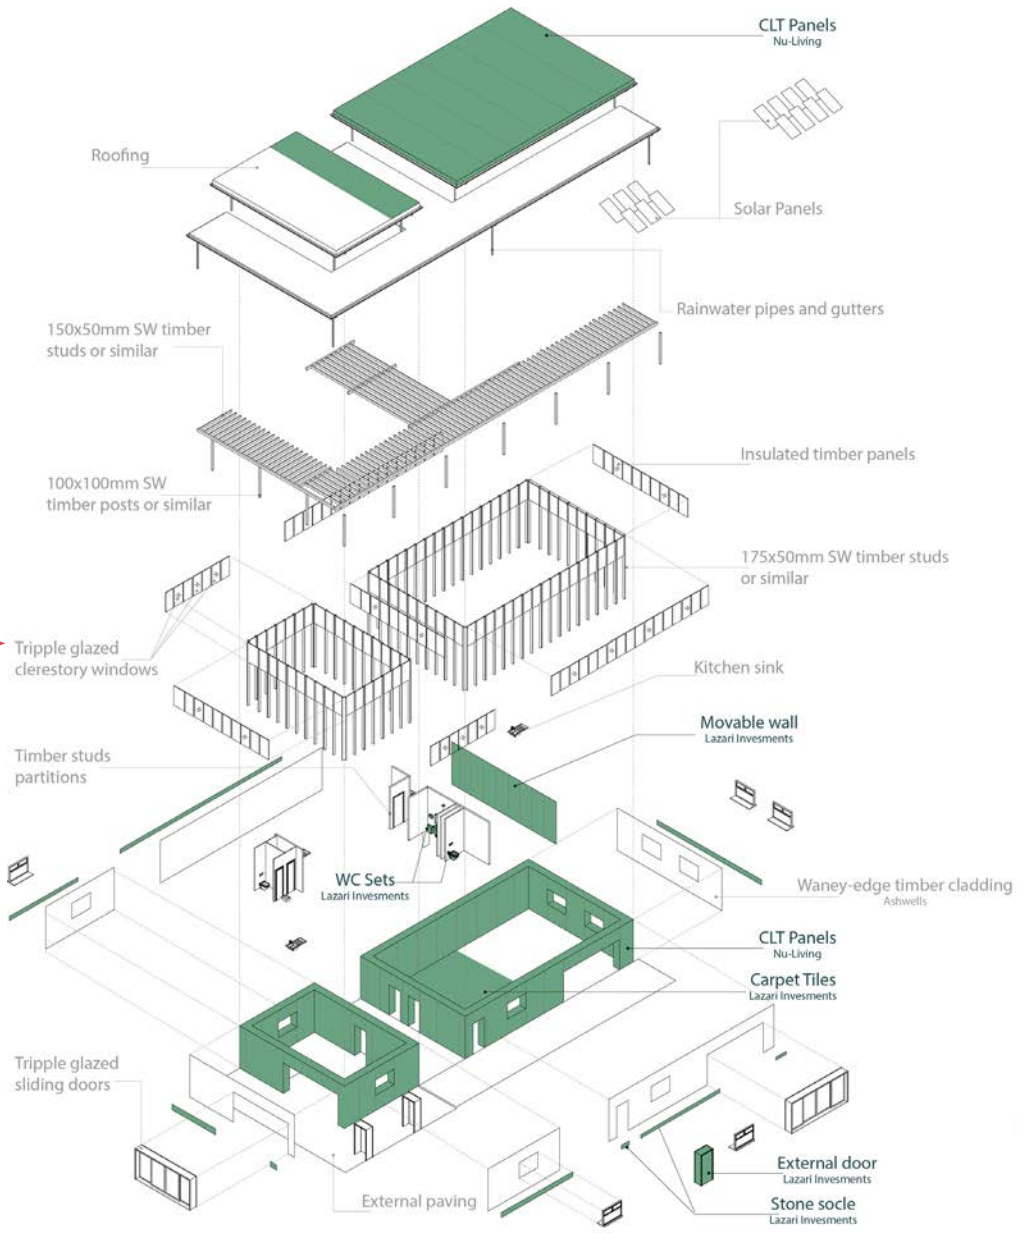 CLT Panels
Nu-Living
Roofing
Solar Panels
Rainwater pipes and gutters
150x50mm SW timber
studs or similar
Insulated timber panels
100x100mm SW
timber posts or similar
175x50mm SW timber studs
or similar
Tripple glazed
clerestory windows
Kitchen sink
Movable wall
Lazari Invesments
Timber studs
partitions
WC Sets
Lazari Invesments
Waney-edge timber cladding
Ashwells
CLT Panels
Nu-Living
Carpet Tiles
Lazari Invesments
Tripple glazed
sliding doors
External door
Lazari Invesments
External paving
Stone socle
Lazari Invesments